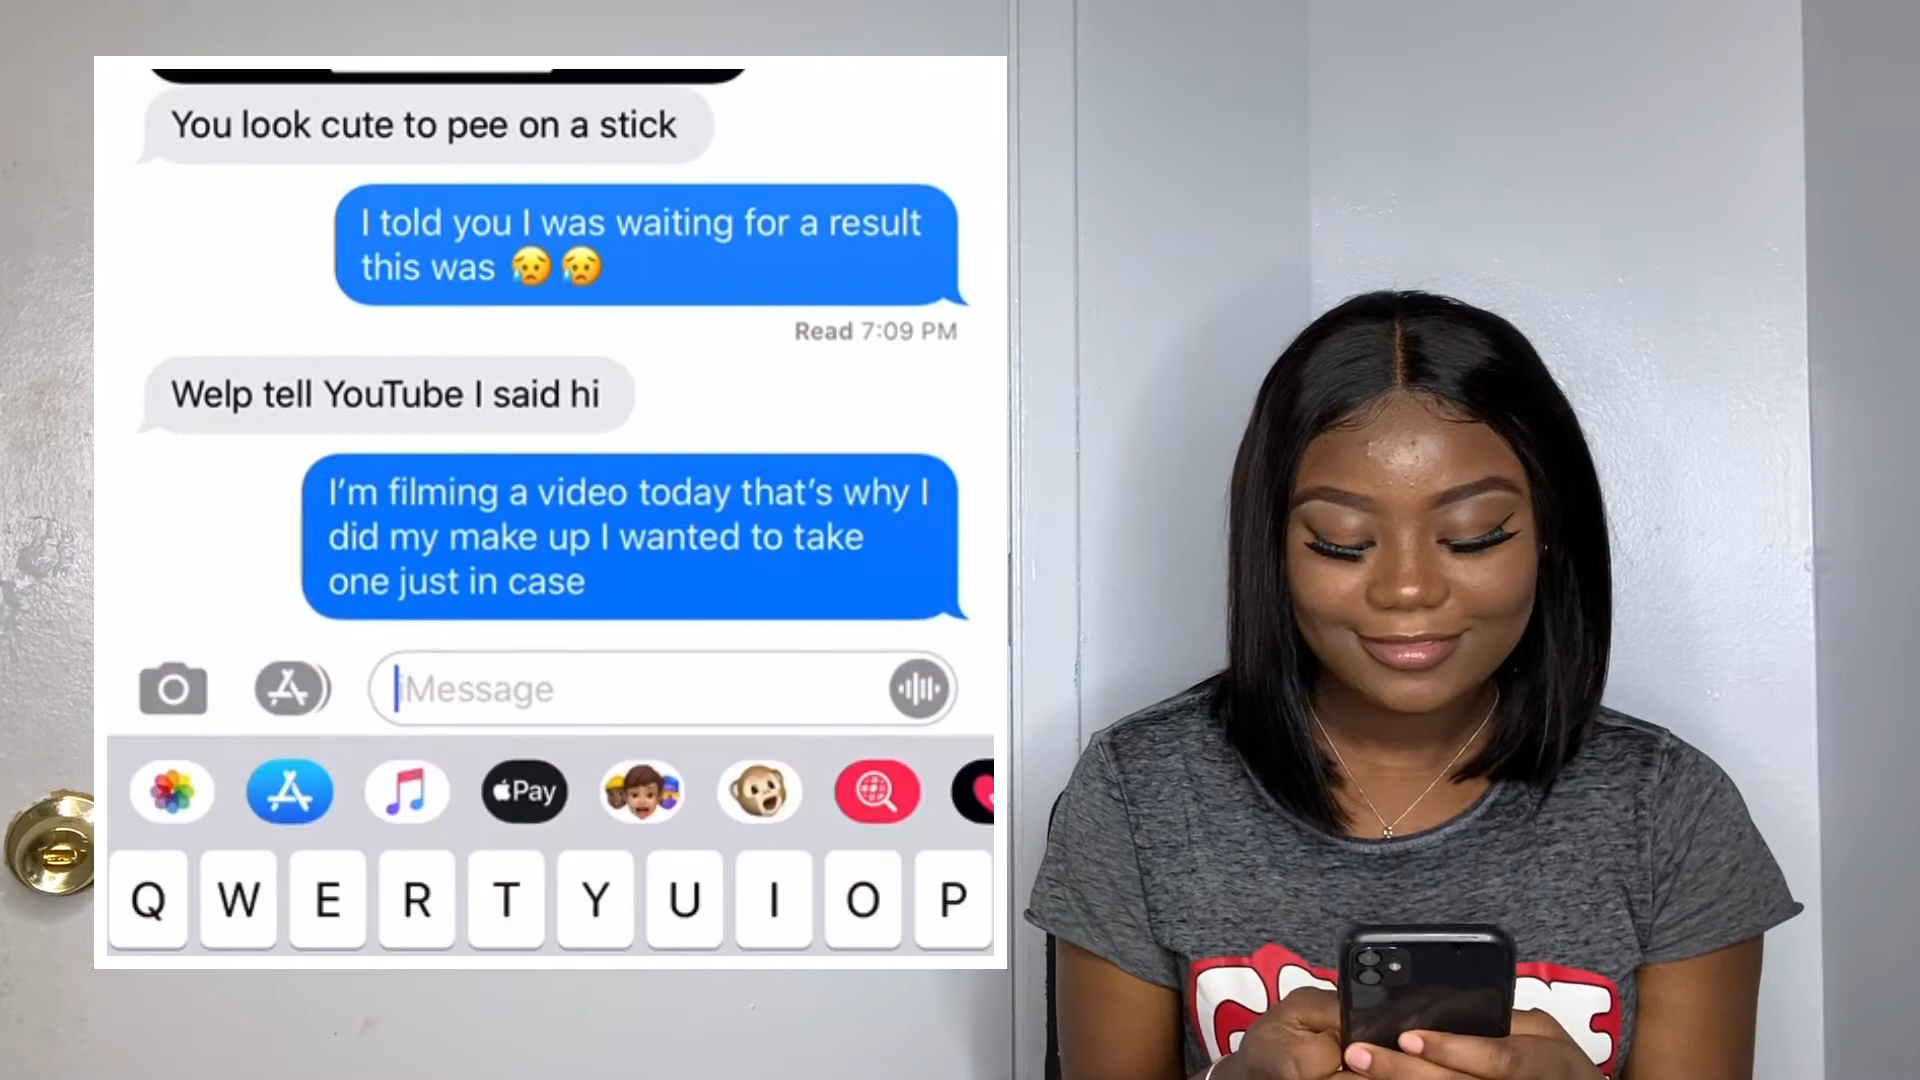 You look cute to pee on a stick
I told you I was waiting for a result
this was 😥 😥
Read 7:09 PM
Welp tell YouTube I said hi
I'm filming a video today that's why I
did my make up I wanted to take
one just in case
iMessage
Pay
Q W E R T Y U I O P